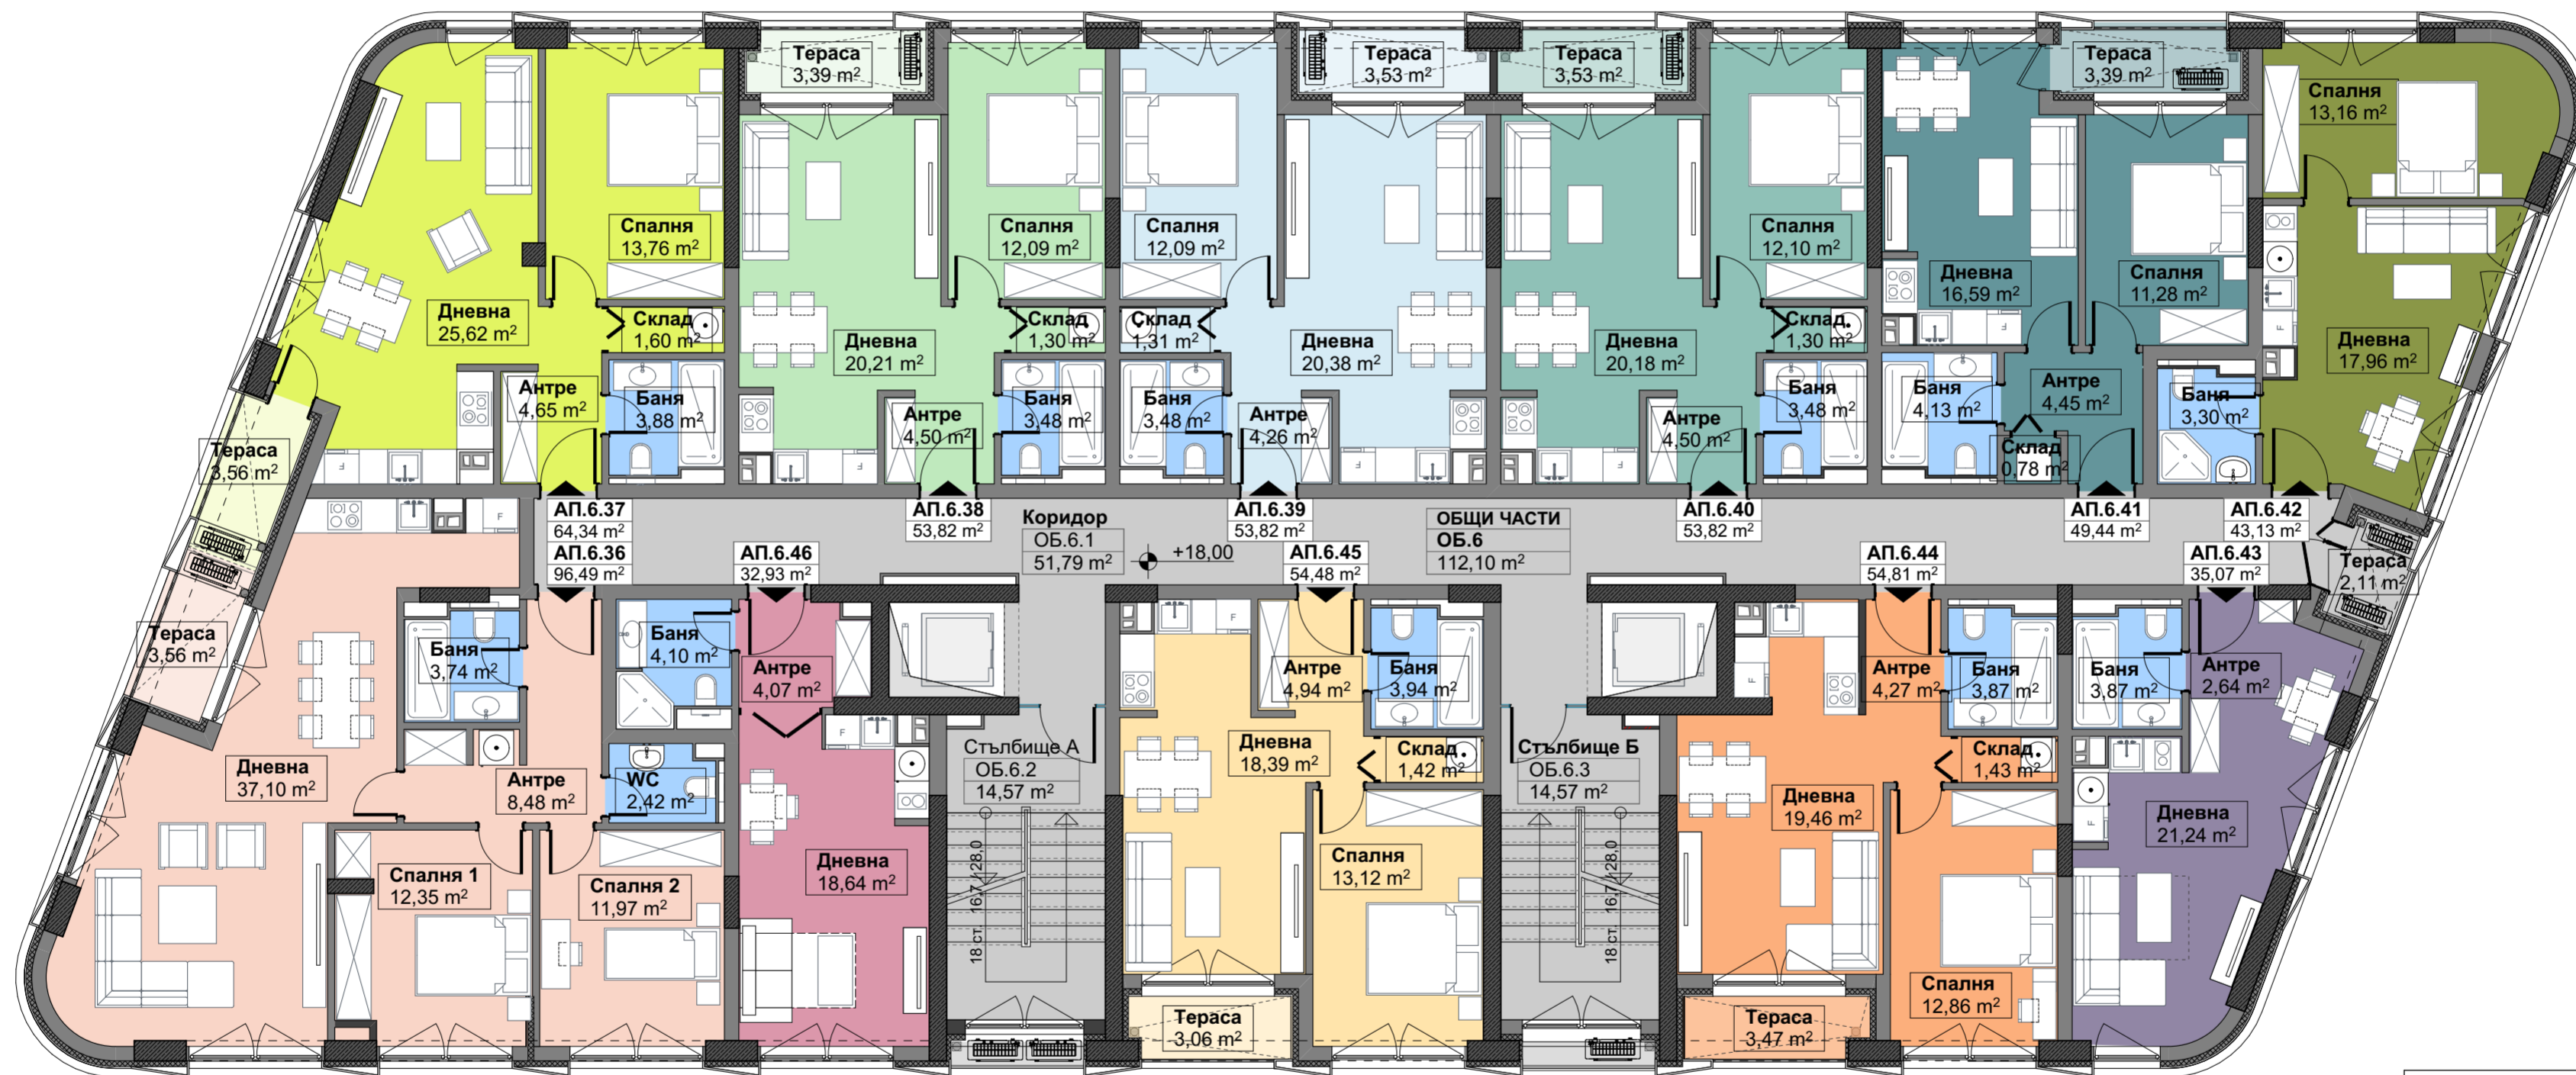 Тераса
3,39 m²
Тераса
3,53 m²
Тераса
3,53 m²
Тераса
3,39 m²
Спалня
13,16 m²
Спалня
13,76 m²
Спалня
12,09 m²
Спалня
12,09 m²
Спалня
12,10 m²
Дневна
16,59 m²
Спалня
11,28 m²
Дневна
25,62 m²
Склад
1,60 m²
Дневна
20,21 m²
Склад
1,30 m²
Склад
1,31 m²
Дневна
20,38 m²
Дневна
20,18 m²
Склад
1,30 m²
Дневна
17,96 m²
Антре
4,65 m²
Баня
3,88 m²
Антре
4,50 m²
Баня
3,48 m²
Баня
3,48 m²
Антре
4,26 m²
Антре
4,50 m²
Баня
3,48 m²
Баня
4,13 m²
Антре
4,45 m²
Баня
3,30 m²
Склад
0,78 m²
Тераса
3,56 m²
АП.6.37
64,34 m²
АП.6.38
53,82 m²
Коридор
ОБ.6.1
51,79 m²
+18,00
АП.6.39
53,82 m²
ОБЩИ ЧАСТИ
ОБ.6
112,10 m²
АП.6.40
53,82 m²
АП.6.41
49,44 m²
АП.6.42
43,13 m²
АП.6.36
96,49 m²
АП.6.46
32,93 m²
АП.6.45
54,48 m²
АП.6.44
54,81 m²
АП.6.43
35,07 m²
Тераса
2,11 m²
Тераса
3,56 m²
Баня
3,74 m²
Баня
4,10 m²
Антре
4,07 m²
Антре
4,94 m²
Баня
3,94 m²
Антре
4,27 m²
Баня
3,87 m²
Баня
3,87 m²
Антре
2,64 m²
Дневна
37,10 m²
Антре
8,48 m²
WC
2,42 m²
Стълбище А
ОБ.6.2
14,57 m²
Дневна
18,39 m²
Склад
1,42 m²
Стълбище Б
ОБ.6.3
14,57 m²
Дневна
19,46 m²
Склад
1,43 m²
Дневна
21,24 m²
Спалня 1
12,35 m²
Спалня 2
11,97 m²
Дневна
18,64 m²
18 ст. 16,7 / 28,0
Спалня
13,12 m²
18 ст. 16,7 / 28,0
Спалня
12,86 m²
Тераса
3,06 m²
Тераса
3,47 m²